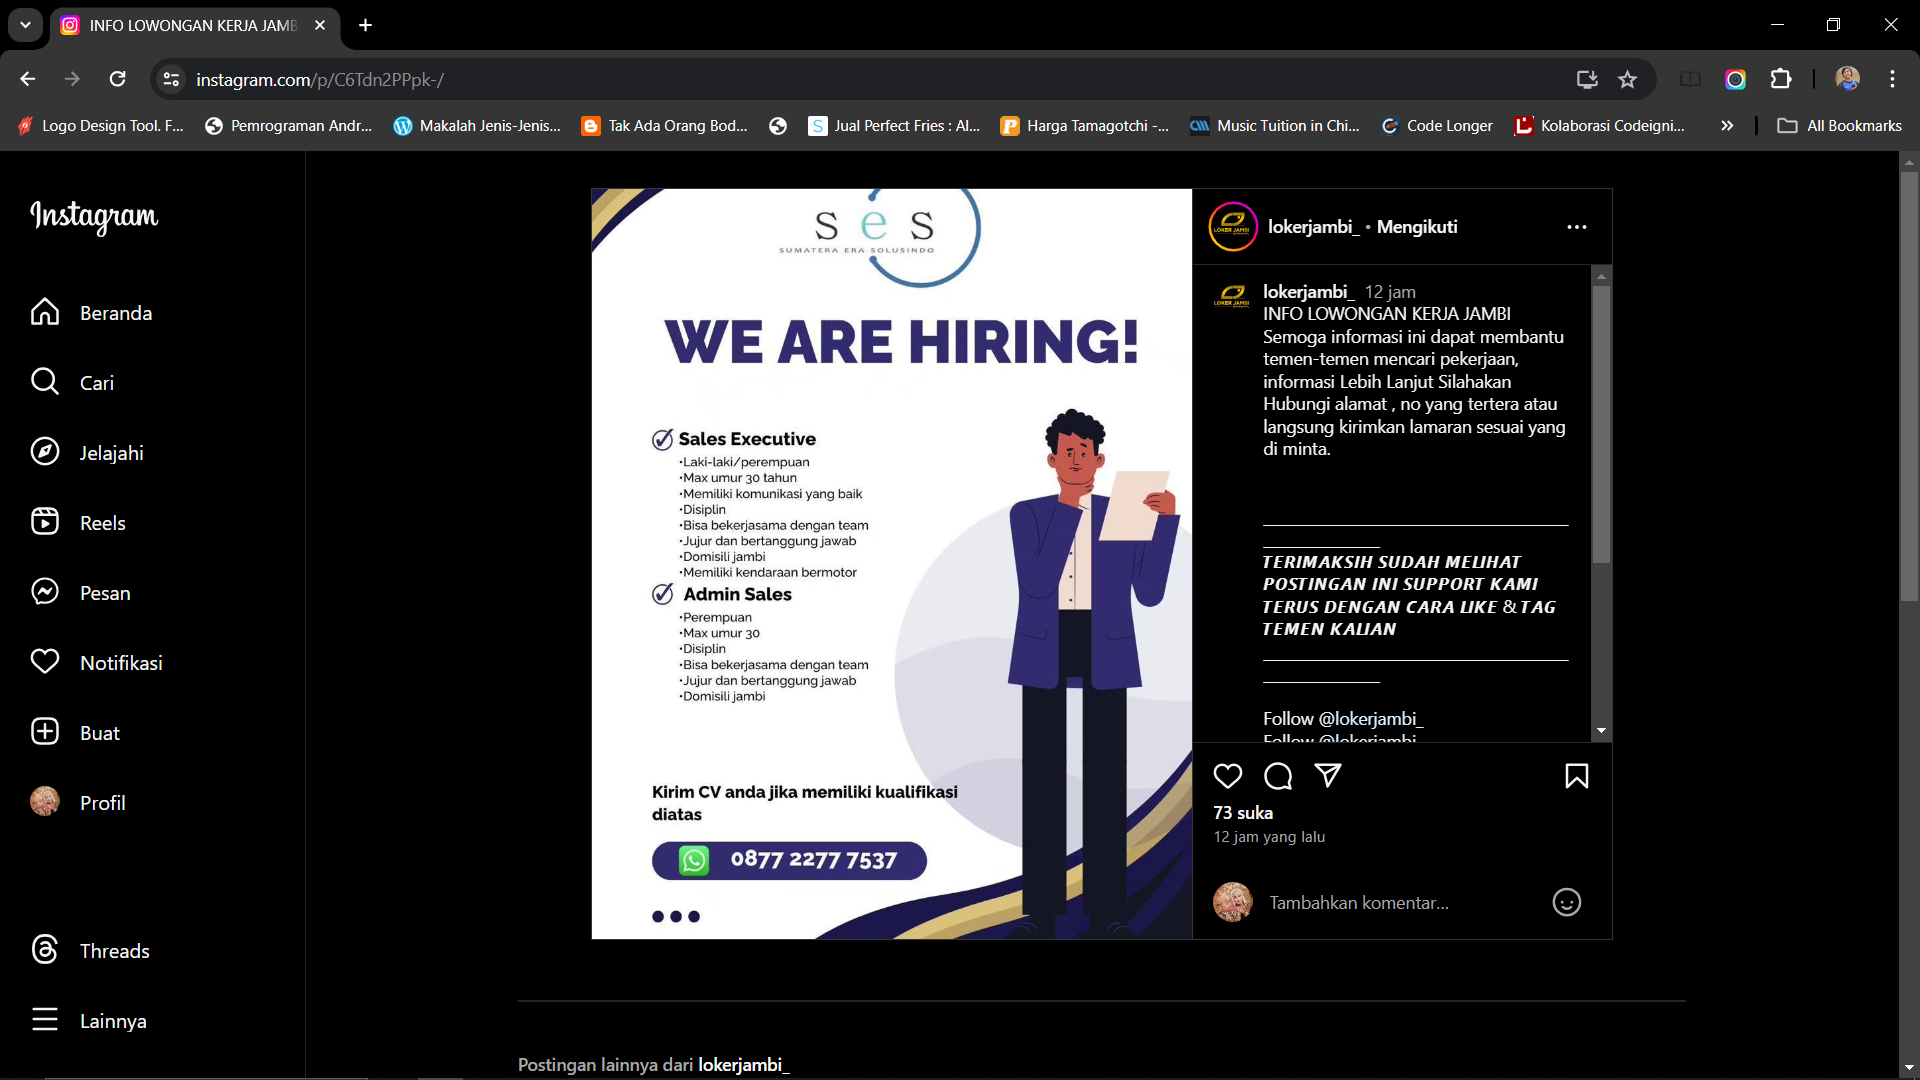 INFO LOWONGAN KERJA JAMB
instagram.com/p/C6Tdn2PPpk-/
Logo Design Tool. F...
Pemrograman Andr...
Makalah Jenis-Jenis...
Tak Ada Orang Bod...
Jual Perfect Fries : Al...
Harga Tamagotchi -...
Music Tuition in Chi...
Code Longer
Kolaborasi Codeigni...
All Bookmarks
Instagram
Beranda
Cari
Jelajahi
Reels
Pesan
Notifikasi
Buat
Profil
Threads
Lainnya
s e s
SUMATERA ERA SOLUSINDO
WE ARE HIRING!
Sales Executive
•Laki-laki/perempuan
•Max umur 30 tahun
•Memiliki komunikasi yang baik
•Disiplin
•Bisa bekerjasama dengan team
•Jujur dan bertanggung jawab
•Domisili jambi
•Memiliki kendaraan bermotor
Admin Sales
•Perempuan
•Max umur 30
•Disiplin
•Bisa bekerjasama dengan team
•Jujur dan bertanggung jawab
•Domisili jambi
Kirim CV anda jika memiliki kualifikasi
diatas
0877 2277 7537
LOKER JAMBI
lokerjambi_ • Mengikuti
LOKER JAMBI
lokerjambi_ 12 jam
INFO LOWONGAN KERJA JAMBI
Semoga informasi ini dapat membantu
temen-temen mencari pekerjaan,
informasi Lebih Lanjut Silahakan
Hubungi alamat , no yang tertera atau
langsung kirimkan lamaran sesuai yang
di minta.
TERIMAKSIH SUDAH MELIHAT
POSTINGAN INI SUPPORT KAMI
TERUS DENGAN CARA LIKE &TAG
TEMEN KALIAN
Follow @lokerjambi_
Follow @lokerjambi_
73 suka
12 jam yang lalu
Tambahkan komentar...
Postingan lainnya dari lokerjambi_